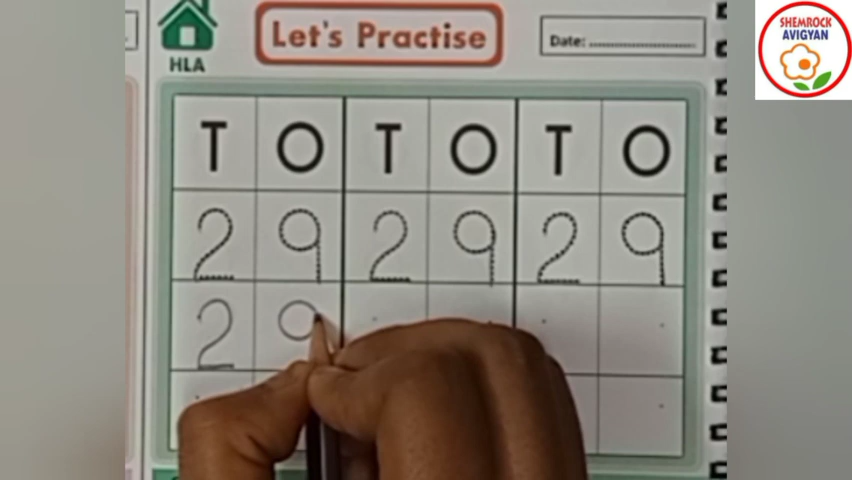 SHEMROCK
AVIGYAN
Let's Practise
Date:
HLA
T O T O T O
2 9 2 9 2 9
2 9